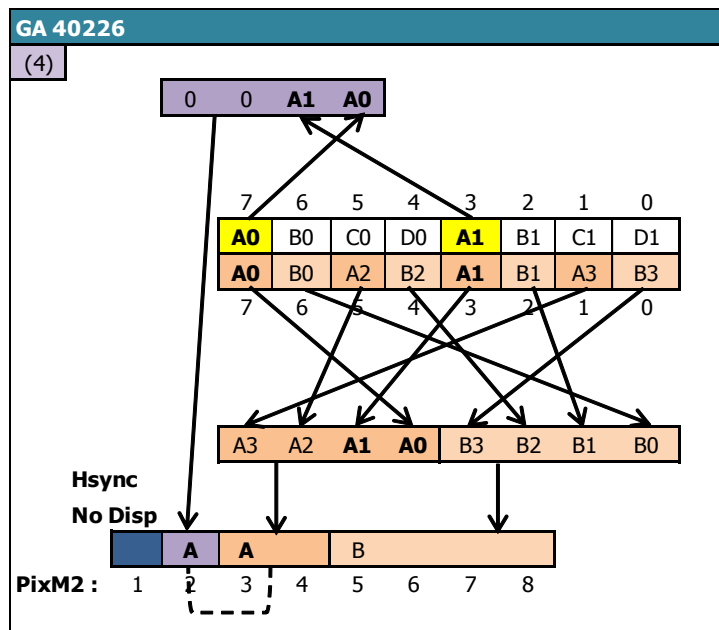 GA 40226
(4)
0 0 A1 A0
7 6 5 4 3 2 1 0
A0 B0 C0 D0 A1 B1 C1 D1
A0 B0 A2 B2 A1 B1 A3 B3
7 6 5 4 3 2 1 0
A3 A2 A1 A0 B3 B2 B1 B0
Hsync
No Disp
A A B
PixM2 : 1 2 3 4 5 6 7 8